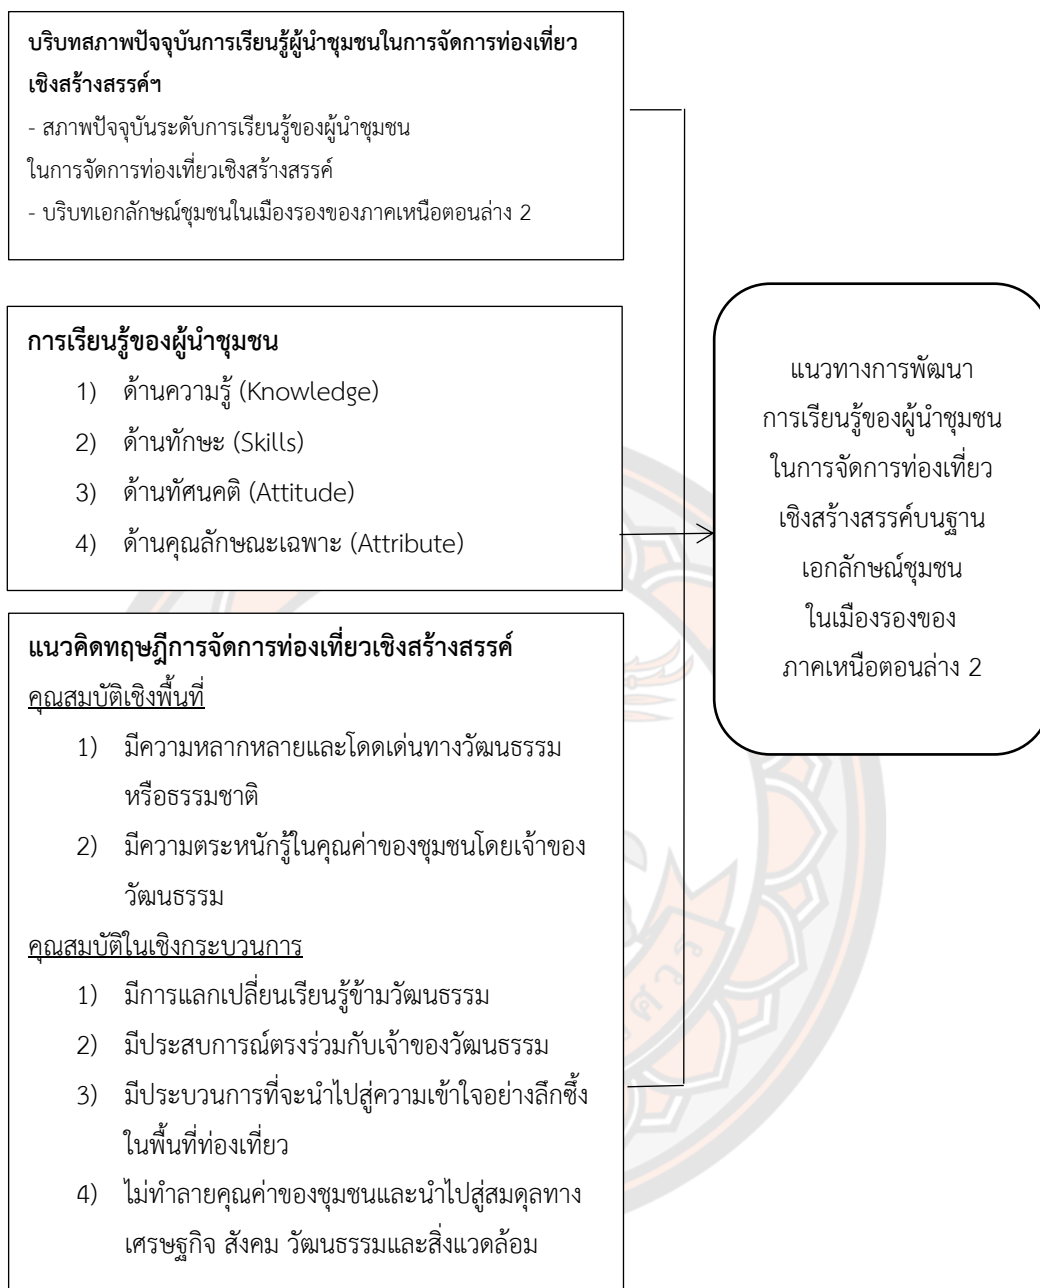 บริบทสภาพปัจจุบันการเรียนรู้ผู้นำชุมชนในการจัดการท่องเที่ยว
เชิงสร้างสรรค์ฯ
- สภาพปัจจุบันระดับการเรียนรู้ของผู้นำชุมชน
ในการจัดการท่องเที่ยวเชิงสร้างสรรค์
- บริบทเอกลักษณ์ชุมชนในเมืองรองของภาคเหนือตอนล่าง 2
การเรียนรู้ของผู้นำชุมชน
1) ด้านความรู้ (Knowledge)
2) ด้านทักษะ (Skills)
3) ด้านทัศนคติ (Attitude)
4) ด้านคุณลักษณะเฉพาะ (Attribute)
แนวคิดทฤษฎีการจัดการท่องเที่ยวเชิงสร้างสรรค์
คุณสมบัติเชิงพื้นที่
1) มีความหลากหลายและโดดเด่นทางวัฒนธรรม
หรือธรรมชาติ
2) มีความตระหนักรู้ในคุณค่าของชุมชนโดยเจ้าของ
วัฒนธรรม
คุณสมบัติในเชิงกระบวนการ
1) มีการแลกเปลี่ยนเรียนรู้ข้ามวัฒนธรรม
2) มีประสบการณ์ตรงร่วมกับเจ้าของวัฒนธรรม
3) มีประบวนการที่จะนำไปสู่ความเข้าใจอย่างลึกซึ้ง
ในพื้นที่ท่องเที่ยว
4) ไม่ทำลายคุณค่าของชุมชนและนำไปสู่สมดุลทาง
เศรษฐกิจ สังคม วัฒนธรรมและสิ่งแวดล้อม
แนวทางการพัฒนา
การเรียนรู้ของผู้นำชุมชน
ในการจัดการท่องเที่ยว
เชิงสร้างสรรค์บนฐาน
เอกลักษณ์ชุมชน
ในเมืองรองของ
ภาคเหนือตอนล่าง 2